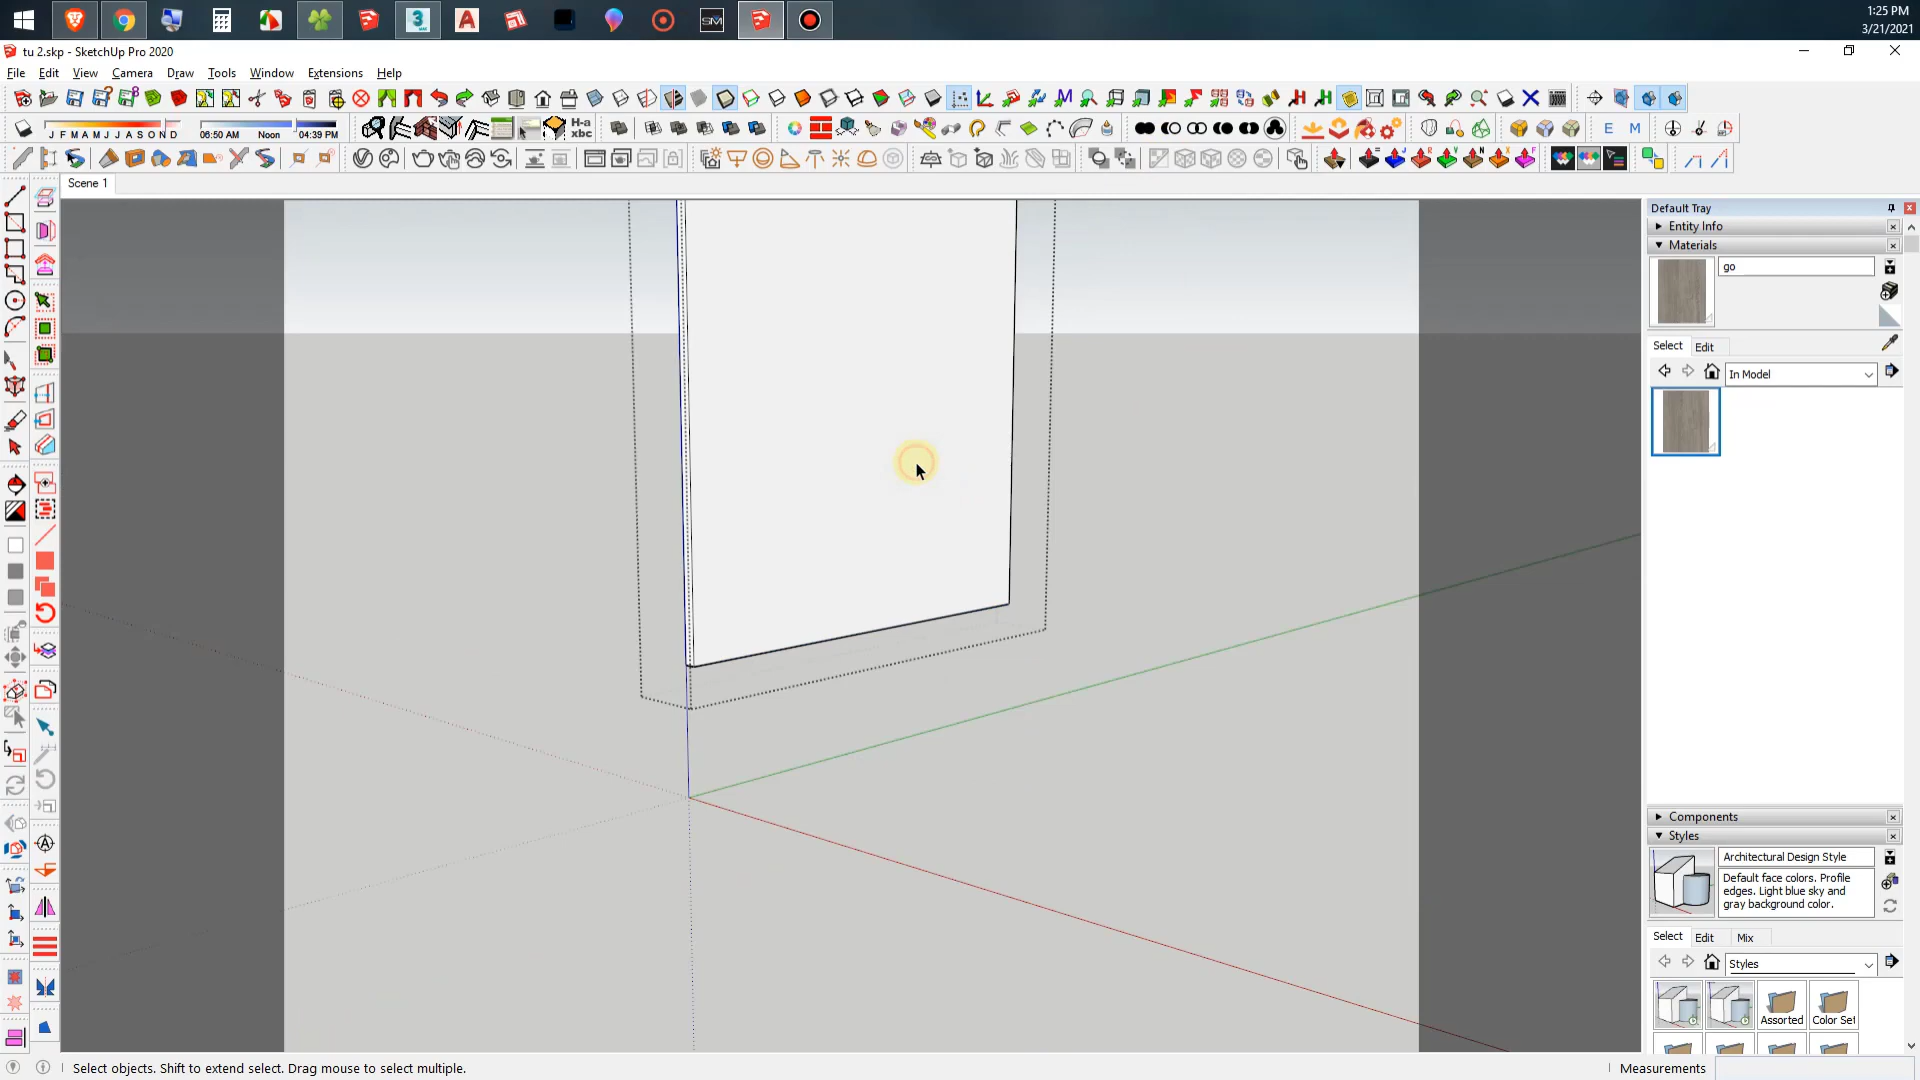 1:25 PM
3/21/2021
tu 2.skp - SketchUp Pro 2020
File Edit View Camera Draw Tools Window Extensions Help
J F M A M J J A S O N D 06:50 AM Noon 04:39 PM
H-a
xbc
E M
Scene 1
Default Tray
Entity Info
Materials
go
Select Edit
In Model
Components
Styles
Architectural Design Style
Default face colors. Profile
edges. Light blue sky and
gray background color.
Select Edit Mix
Styles
Assorted Color Set
Select objects. Shift to extend select. Drag mouse to select multiple.
Measurements